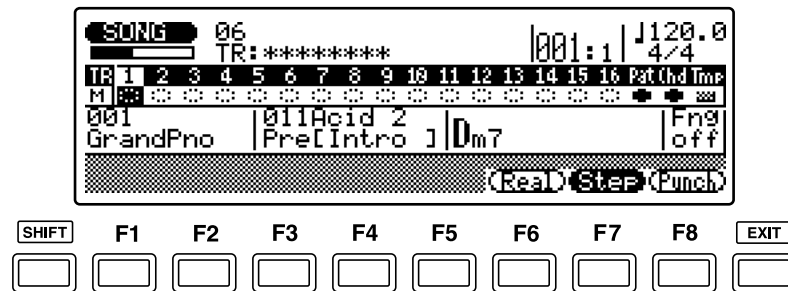 SONG 06 001:1 ♩120.0
TR:******** 4/4
TR 1 2 3 4 5 6 7 8 9 10 11 12 13 14 15 16 Pat Chd Tmp
M
001 011Acid 2 Dm7 Fng
GrandPno Pre[Intro ] off
Real Step Punch
SHIFT F1 F2 F3 F4 F5 F6 F7 F8 EXIT